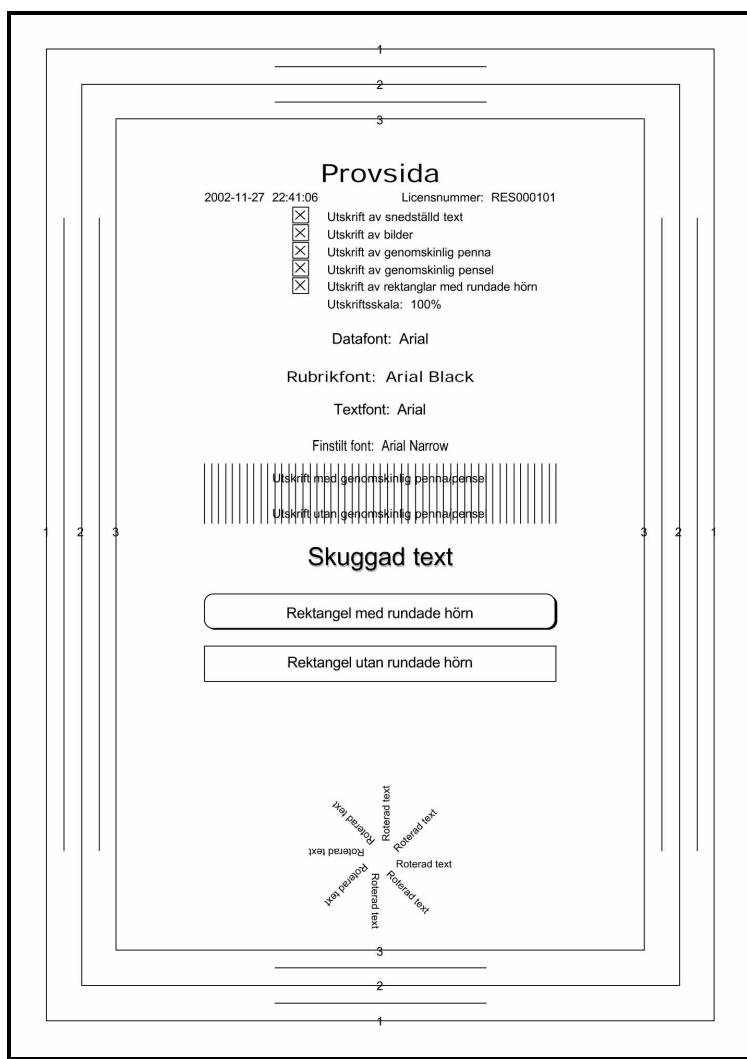 1
2
3
Provsida
2002-11-27 22:41:06 Licensnummer: RES000101
Utskrift av snedställd text
Utskrift av bilder
Utskrift av genomskinlig penna
Utskrift av genomskinlig pensel
Utskrift av rektanglar med rundade hörn
Utskriftsskala: 100%
Datafont: Arial
Rubrikfont: Arial Black
Textfont: Arial
Finstilt font: Arial Narrow
Utskrift med genomskinlig penna/pensel
Utskrift utan genomskinlig penna/pensel
1 2 3 3 2 1
Skuggad text
Rektangel med rundade hörn
Rektangel utan rundade hörn
Roterad text
Roterad text
Roterad text
Roterad text
Roterad text
Roterad text
Roterad text
Roterad text
3
2
1